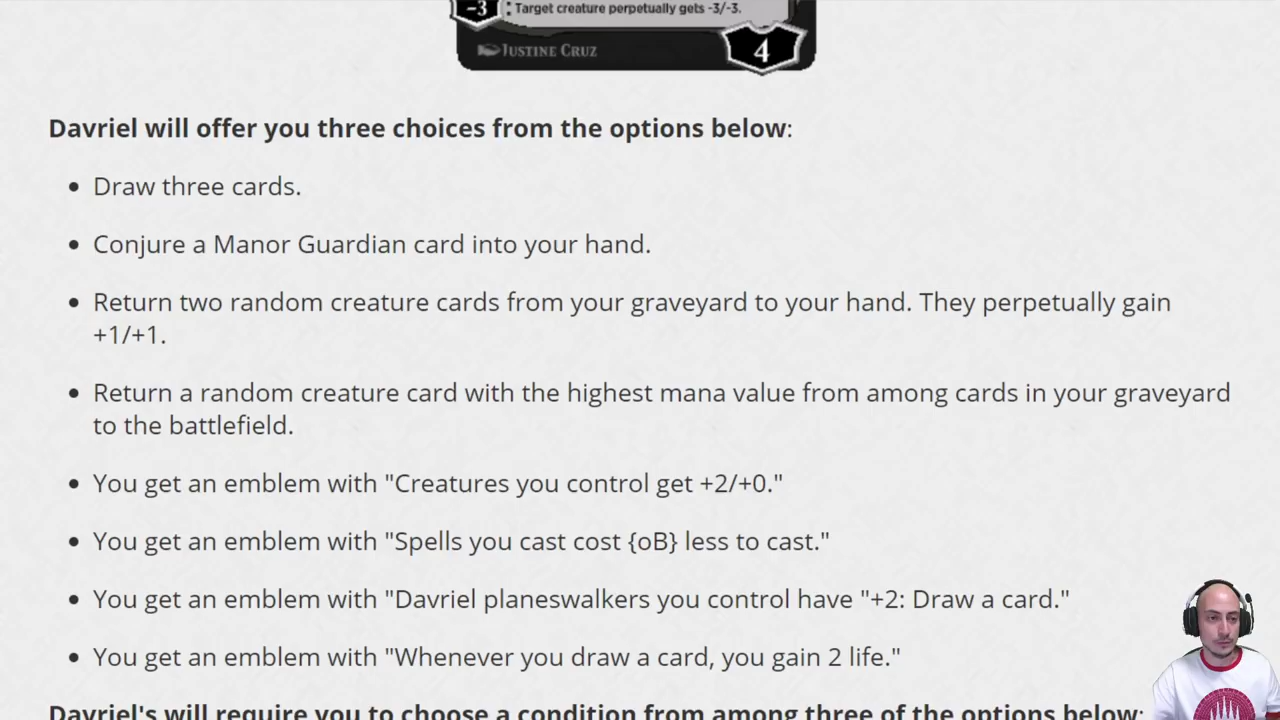 -3 : Target creature perpetually gets -3/-3.
JUSTINE CRUZ 4
Davriel will offer you three choices from the options below:
• Draw three cards.
• Conjure a Manor Guardian card into your hand.
• Return two random creature cards from your graveyard to your hand. They perpetually gain
+1/+1.
• Return a random creature card with the highest mana value from among cards in your graveyard
to the battlefield.
• You get an emblem with "Creatures you control get +2/+0."
• You get an emblem with "Spells you cast cost {oB} less to cast."
• You get an emblem with "Davriel planeswalkers you control have "+2: Draw a card."
• You get an emblem with "Whenever you draw a card, you gain 2 life."
Davriel's will require you to choose a condition from among three of the options below: